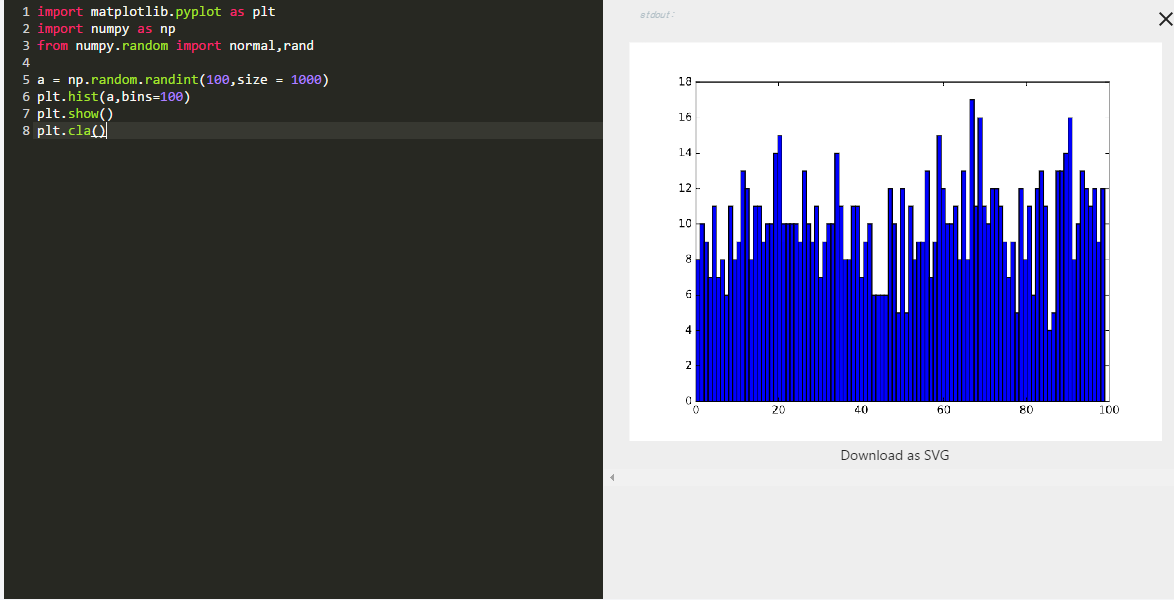 1 import matplotlib.pyplot as plt
2 import numpy as np
3 from numpy.random import normal,rand
4
5 a = np.random.randint(100,size = 1000)
6 plt.hist(a,bins=100)
7 plt.show()
8 plt.cla()
stdout:
18
16
14
12
10
8
6
4
2
0
0 20 40 60 80 100
Download as SVG